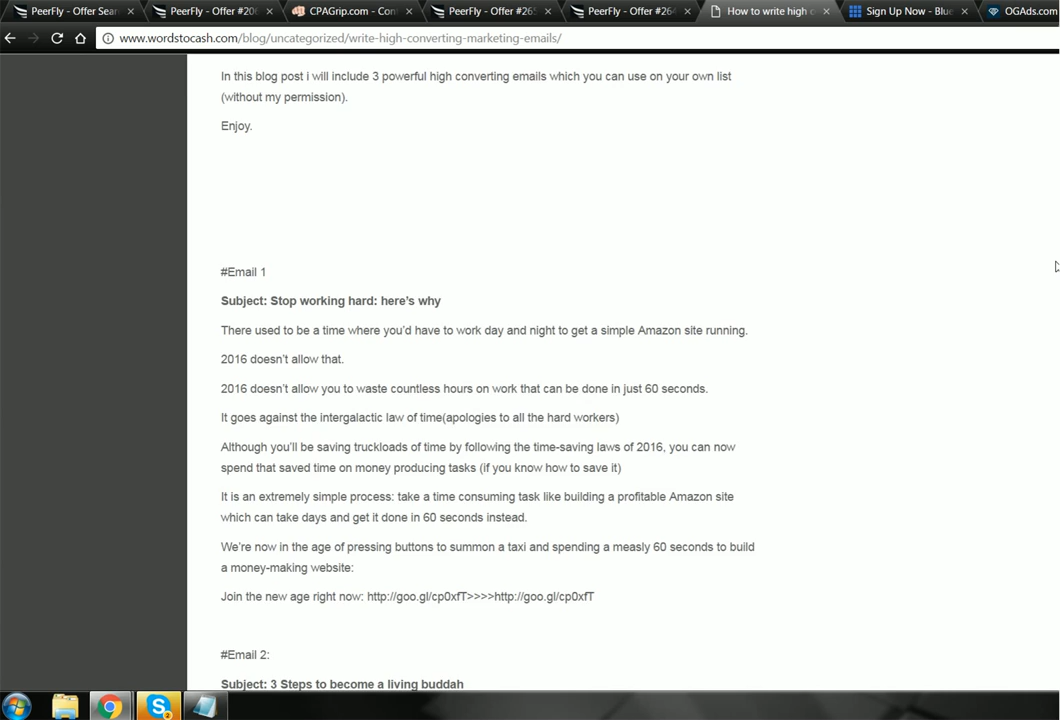 PeerFly - Offer Sear
PeerFly - Offer #208
CPAGrip.com - Con
PeerFly - Offer #265
PeerFly - Offer #264
How to write high c
Sign Up Now - Blue
OGAds.com
www.wordstocash.com/blog/uncategorized/write-high-converting-marketing-emails/
In this blog post i will include 3 powerful high converting emails which you can use on your own list
(without my permission).
Enjoy.
#Email 1
Subject: Stop working hard: here’s why
There used to be a time where you’d have to work day and night to get a simple Amazon site running.
2016 doesn’t allow that.
2016 doesn’t allow you to waste countless hours on work that can be done in just 60 seconds.
It goes against the intergalactic law of time(apologies to all the hard workers)
Although you’ll be saving truckloads of time by following the time-saving laws of 2016, you can now
spend that saved time on money producing tasks (if you know how to save it)
It is an extremely simple process: take a time consuming task like building a profitable Amazon site
which can take days and get it done in 60 seconds instead.
We’re now in the age of pressing buttons to summon a taxi and spending a measly 60 seconds to build
a money-making website:
Join the new age right now: http://goo.gl/cp0xfT>>>>http://goo.gl/cp0xfT
#Email 2:
Subject: 3 Steps to become a living buddah